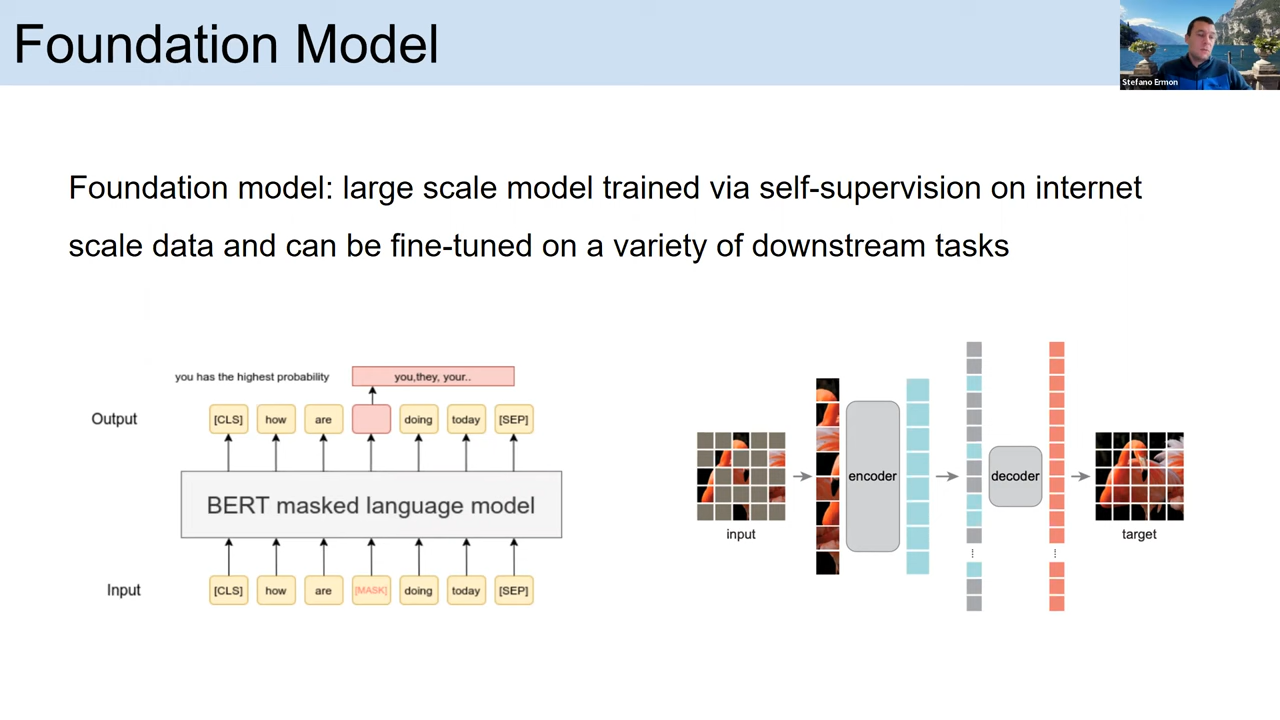 Foundation Model
Stefano Ermon
Foundation model: large scale model trained via self-supervision on internet
scale data and can be fine-tuned on a variety of downstream tasks
you has the highest probability
you,they, your..
Output
[CLS] how are doing today [SEP]
BERT masked language model
Input
[CLS] how are [MASK] doing today [SEP]
input
encoder
decoder
target